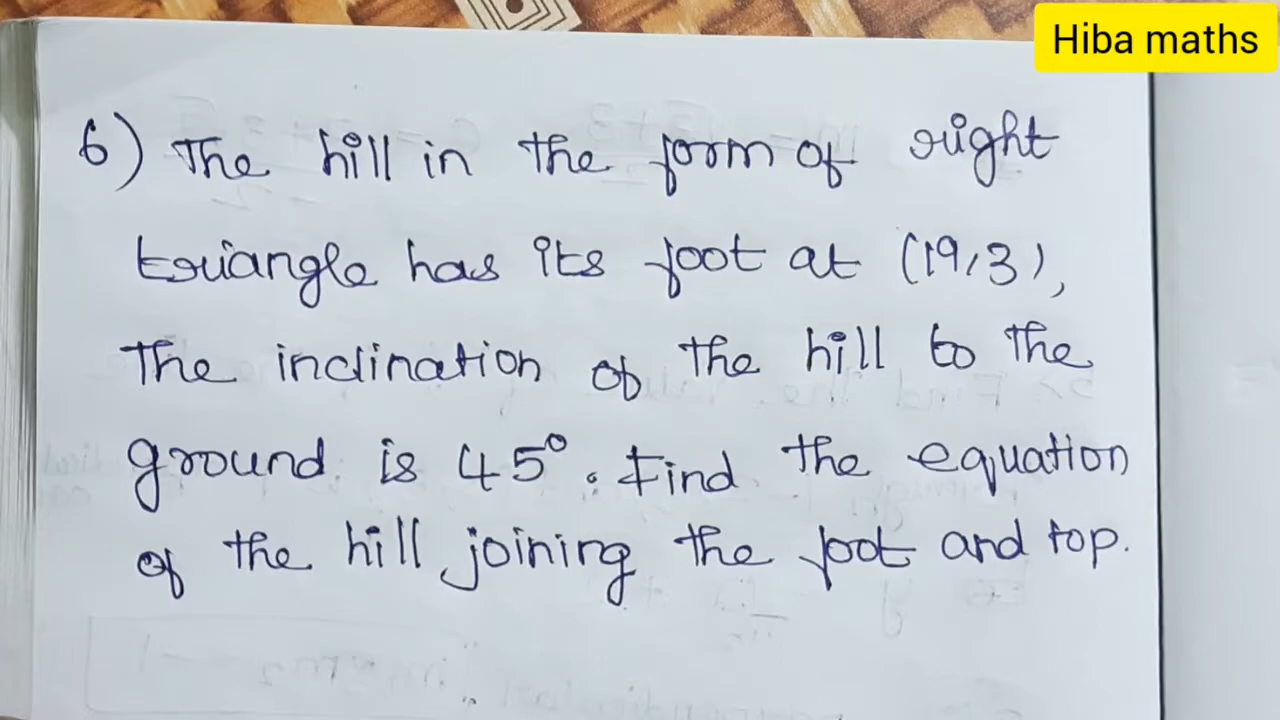 Hiba maths
6) The hill in the form of right
triangle has its foot at (19,3),
The inclination of the hill to the
ground is 45°. Find the equation
of the hill joining the foot and top.